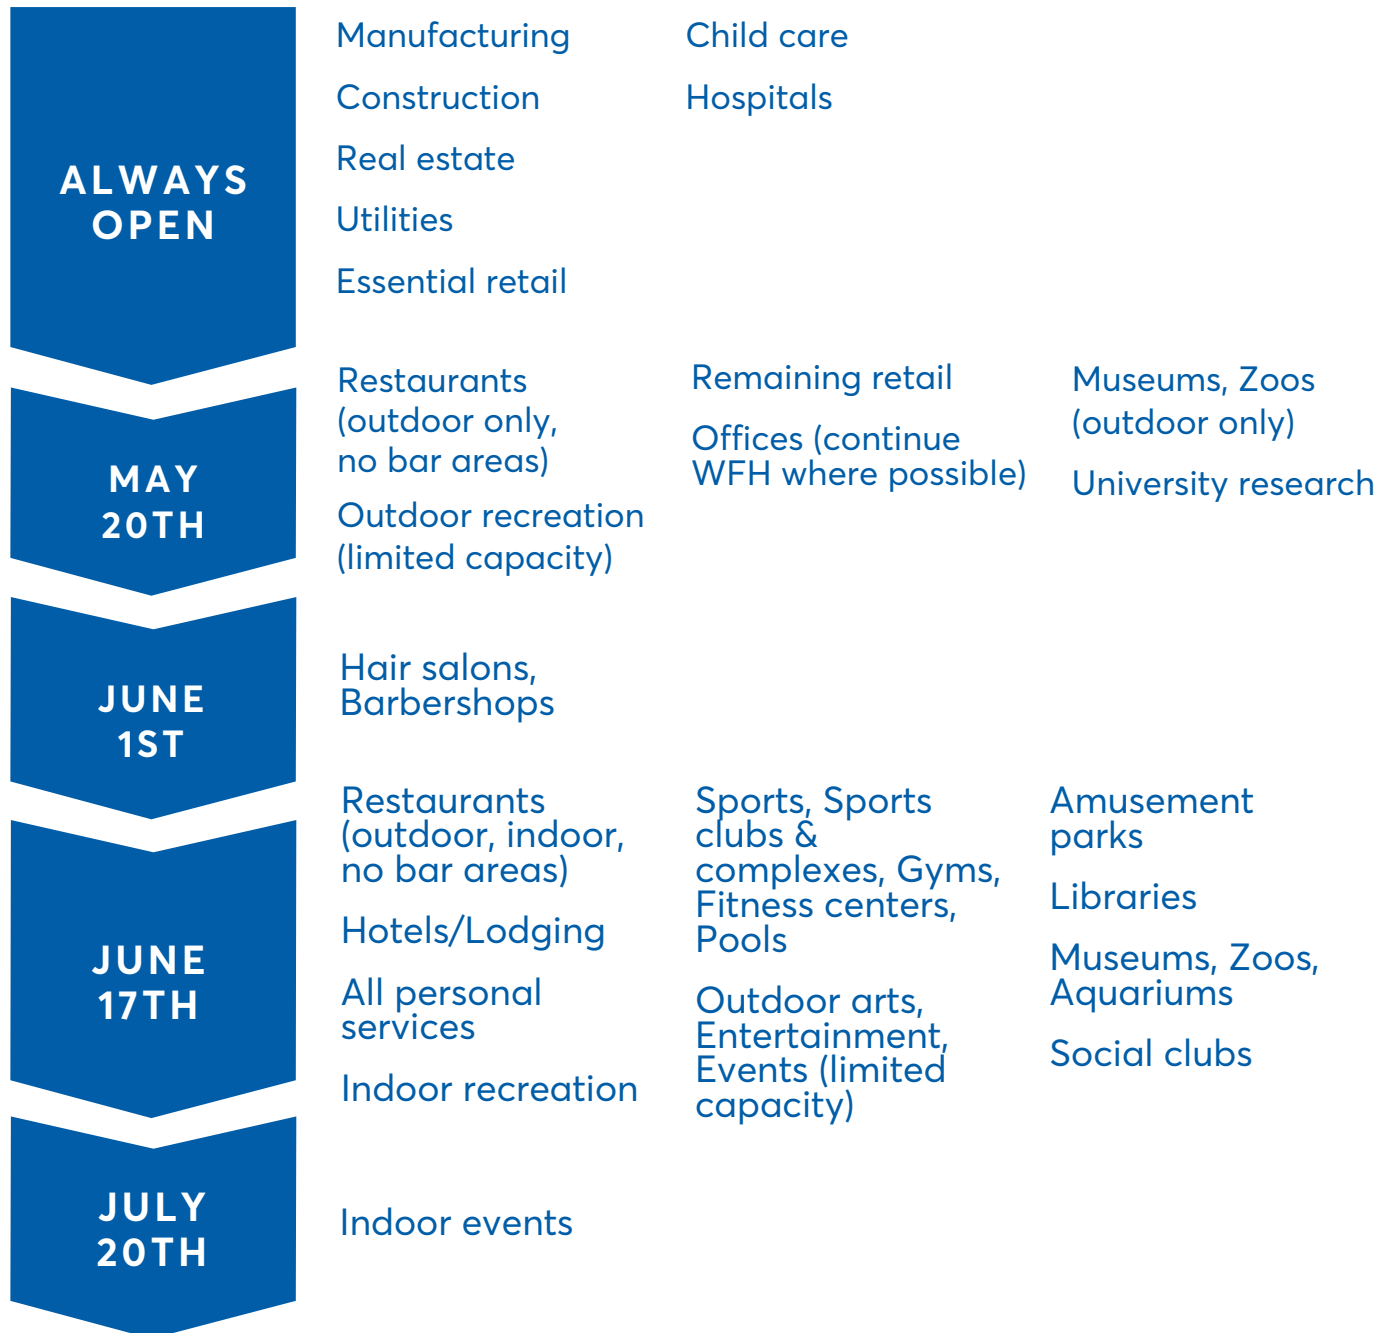 ALWAYS
OPEN
Manufacturing
Construction
Real estate
Utilities
Essential retail
Child care
Hospitals
MAY
20TH
Restaurants
(outdoor only,
no bar areas)
Outdoor recreation
(limited capacity)
Remaining retail
Offices (continue
WFH where possible)
Museums, Zoos
(outdoor only)
University research
JUNE
1ST
Hair salons,
Barbershops
JUNE
17TH
Restaurants
(outdoor, indoor,
no bar areas)
Hotels/Lodging
All personal
services
Indoor recreation
Sports, Sports
clubs &
complexes, Gyms,
Fitness centers,
Pools
Outdoor arts,
Entertainment,
Events (limited
capacity)
Amusement
parks
Libraries
Museums, Zoos,
Aquariums
Social clubs
JULY
20TH
Indoor events